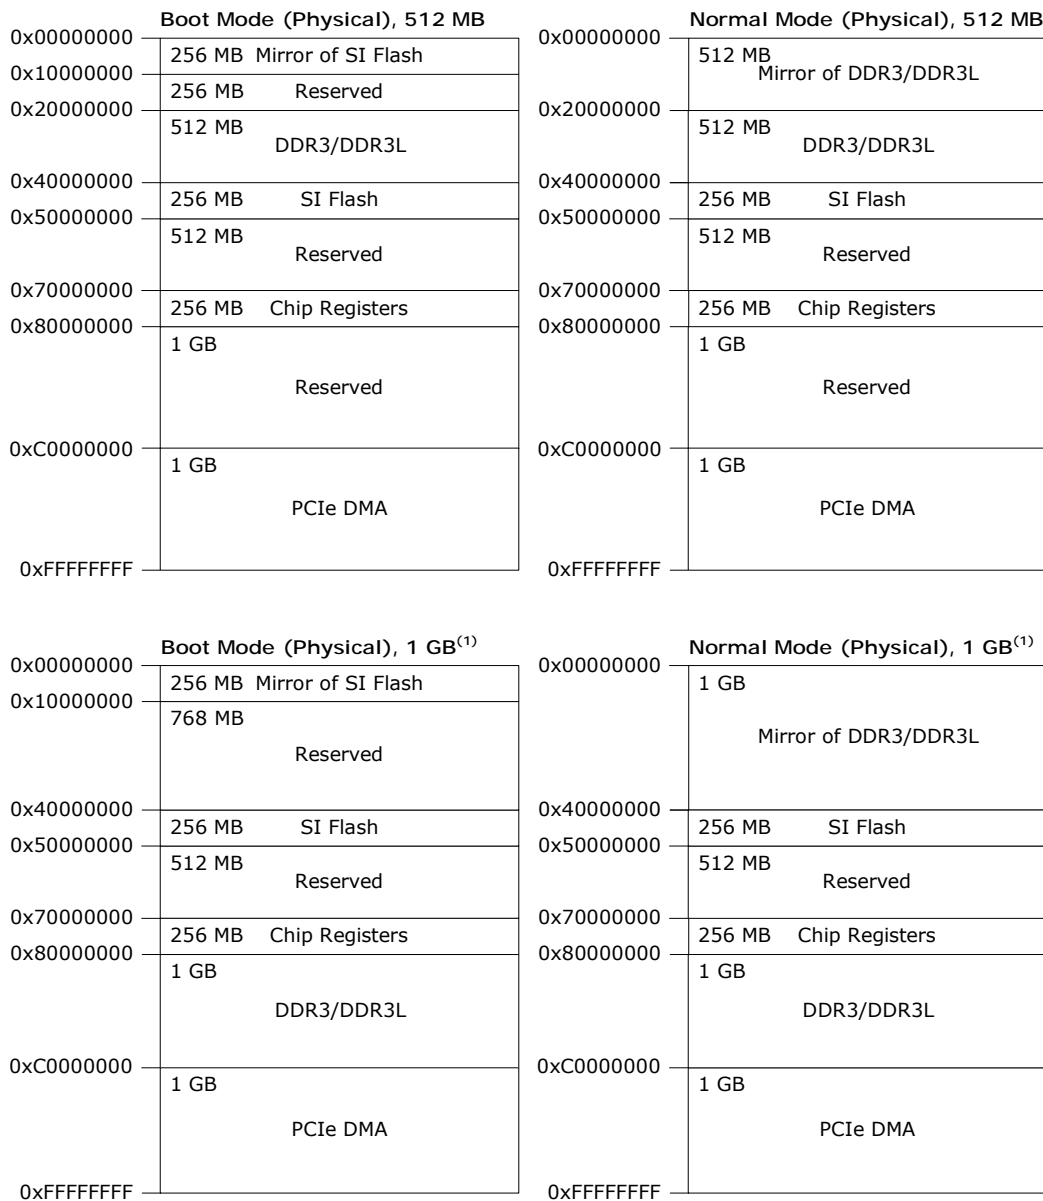 Boot Mode (Physical), 512 MB
0x00000000
256 MB Mirror of SI Flash
0x10000000
256 MB Reserved
0x20000000
512 MB
DDR3/DDR3L
0x40000000
256 MB SI Flash
0x50000000
512 MB
Reserved
0x70000000
256 MB Chip Registers
0x80000000
1 GB
Reserved
0xC0000000
1 GB
PCIe DMA
0xFFFFFFFF
Normal Mode (Physical), 512 MB
0x00000000
512 MB
Mirror of DDR3/DDR3L
0x20000000
512 MB
DDR3/DDR3L
0x40000000
256 MB SI Flash
0x50000000
512 MB
Reserved
0x70000000
256 MB Chip Registers
0x80000000
1 GB
Reserved
0xC0000000
1 GB
PCIe DMA
0xFFFFFFFF
Boot Mode (Physical), 1 GB(1)
0x00000000
256 MB Mirror of SI Flash
0x10000000
768 MB
Reserved
0x40000000
256 MB SI Flash
0x50000000
512 MB
Reserved
0x70000000
256 MB Chip Registers
0x80000000
1 GB
DDR3/DDR3L
0xC0000000
1 GB
PCIe DMA
0xFFFFFFFF
Normal Mode (Physical), 1 GB(1)
0x00000000
1 GB
Mirror of DDR3/DDR3L
0x40000000
256 MB SI Flash
0x50000000
512 MB
Reserved
0x70000000
256 MB Chip Registers
0x80000000
1 GB
DDR3/DDR3L
0xC0000000
1 GB
PCIe DMA
0xFFFFFFFF